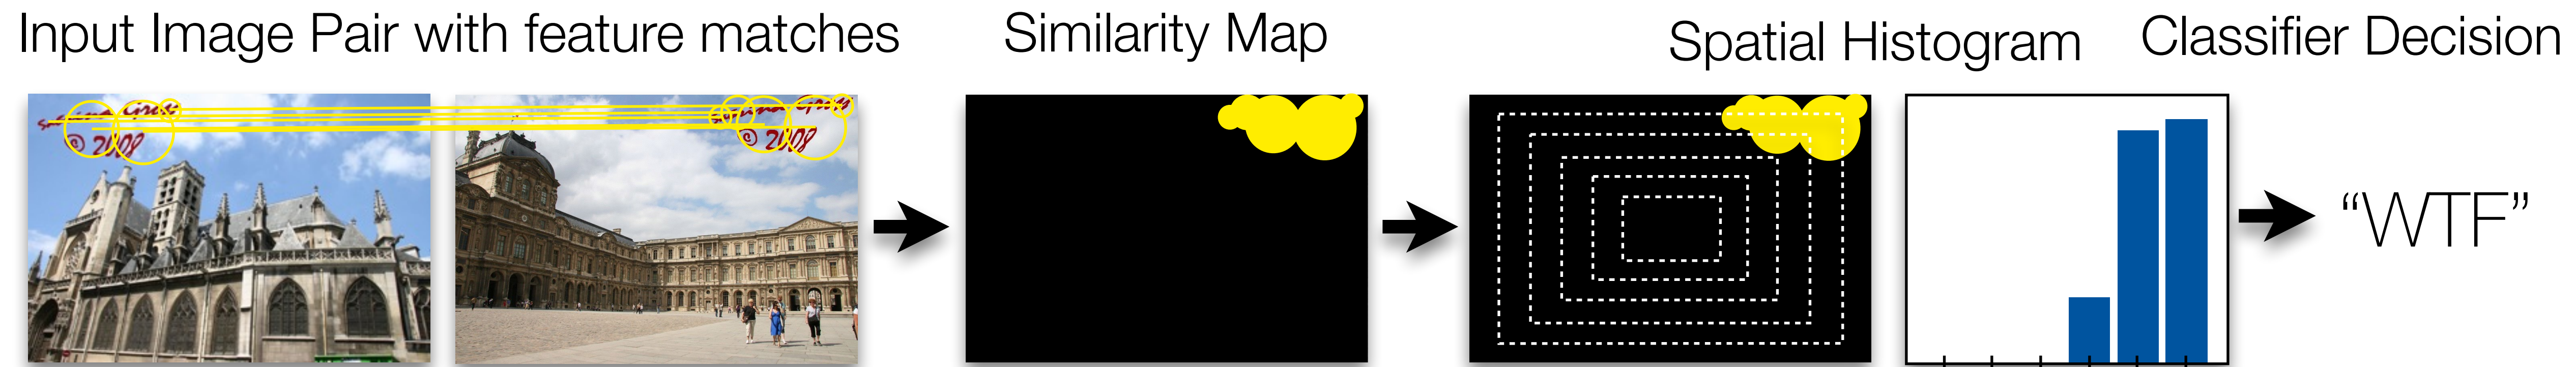 Input Image Pair with feature matches
Similarity Map
Spatial Histogram
Classifier Decision
© 2008
© 2008
“WTF”